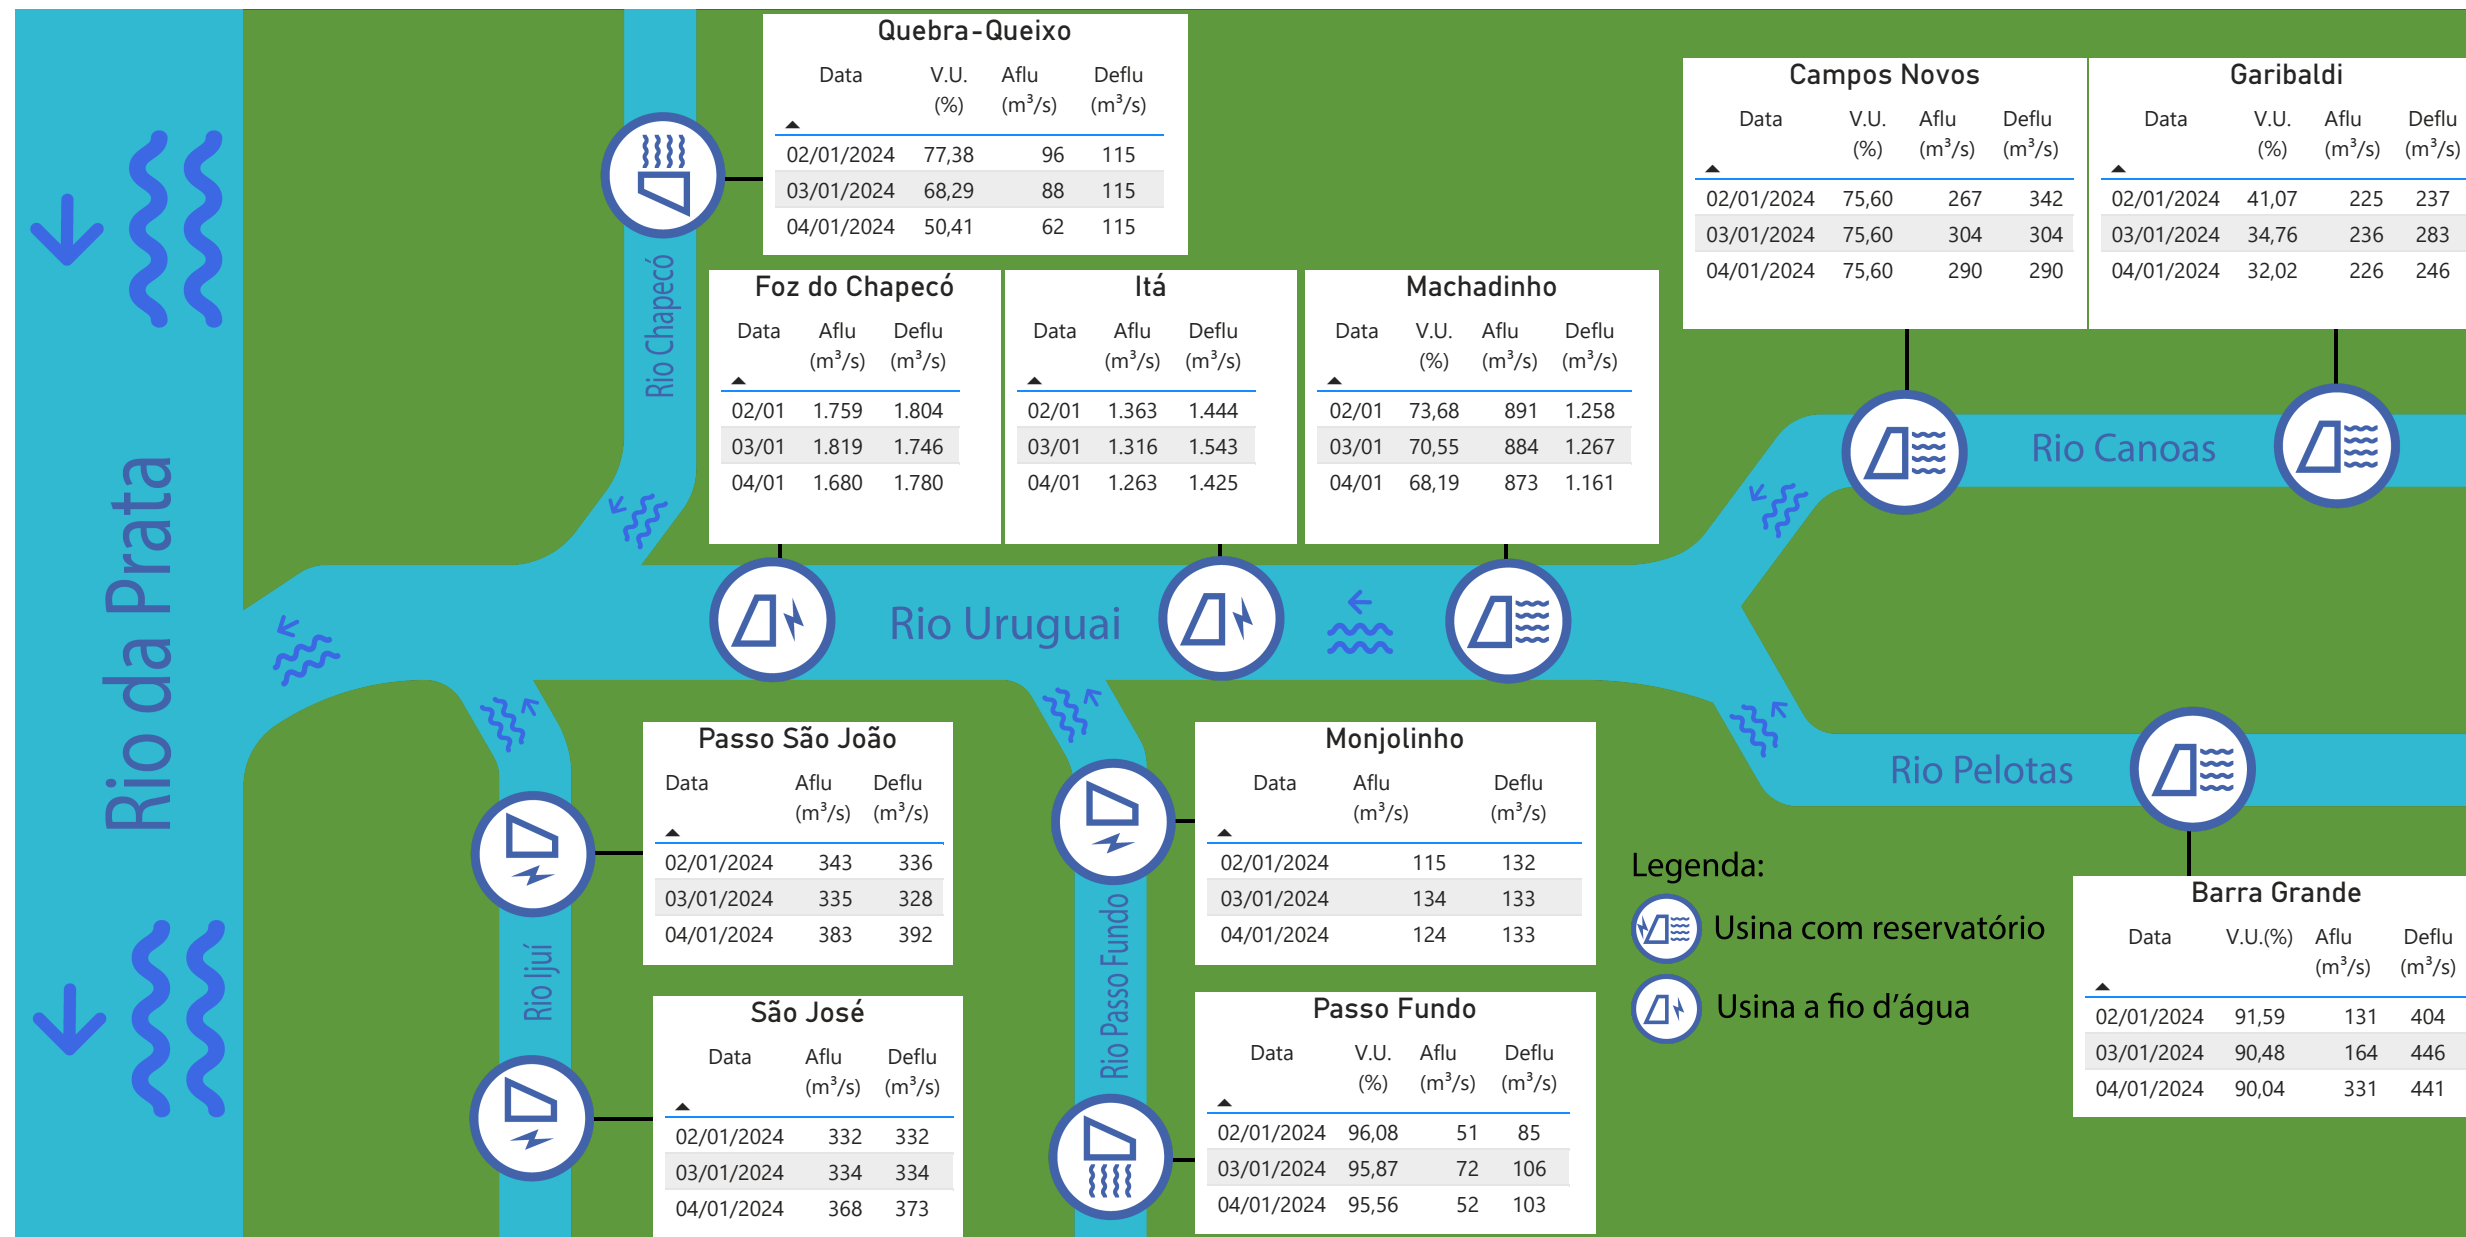 Quebra-Queixo
Data V.U. Aflu Deflu
(%) (m³/s) (m³/s)
02/01/2024 77,38 96 115
03/01/2024 68,29 88 115
04/01/2024 50,41 62 115
Campos Novos
Data V.U. Aflu Deflu
(%) (m³/s) (m³/s)
02/01/2024 75,60 267 342
03/01/2024 75,60 304 304
04/01/2024 75,60 290 290
Garibaldi
Data V.U. Aflu Deflu
(%) (m³/s) (m³/s)
02/01/2024 41,07 225 237
03/01/2024 34,76 236 283
04/01/2024 32,02 226 246
Rio Chapecó
Foz do Chapecó
Data Aflu Deflu
(m³/s) (m³/s)
02/01 1.759 1.804
03/01 1.819 1.746
04/01 1.680 1.780
Itá
Data Aflu Deflu
(m³/s) (m³/s)
02/01 1.363 1.444
03/01 1.316 1.543
04/01 1.263 1.425
Machadinho
Data V.U. Aflu Deflu
(%) (m³/s) (m³/s)
02/01 73,68 891 1.258
03/01 70,55 884 1.267
04/01 68,19 873 1.161
Rio Canoas
Rio da Prata
Rio Uruguai
Rio Pelotas
Passo São João
Data Aflu Deflu
(m³/s) (m³/s)
02/01/2024 343 336
03/01/2024 335 328
04/01/2024 383 392
Monjolinho
Data Aflu Deflu
(m³/s) (m³/s)
02/01/2024 115 132
03/01/2024 134 133
04/01/2024 124 133
Legenda:
Usina com reservatório
Usina a fio d’água
Barra Grande
Data V.U.(%) Aflu Deflu
(m³/s) (m³/s)
02/01/2024 91,59 131 404
03/01/2024 90,48 164 446
04/01/2024 90,04 331 441
Rio Ijuí
São José
Data Aflu Deflu
(m³/s) (m³/s)
02/01/2024 332 332
03/01/2024 334 334
04/01/2024 368 373
Rio Passo Fundo
Passo Fundo
Data V.U. Aflu Deflu
(%) (m³/s) (m³/s)
02/01/2024 96,08 51 85
03/01/2024 95,87 72 106
04/01/2024 95,56 52 103